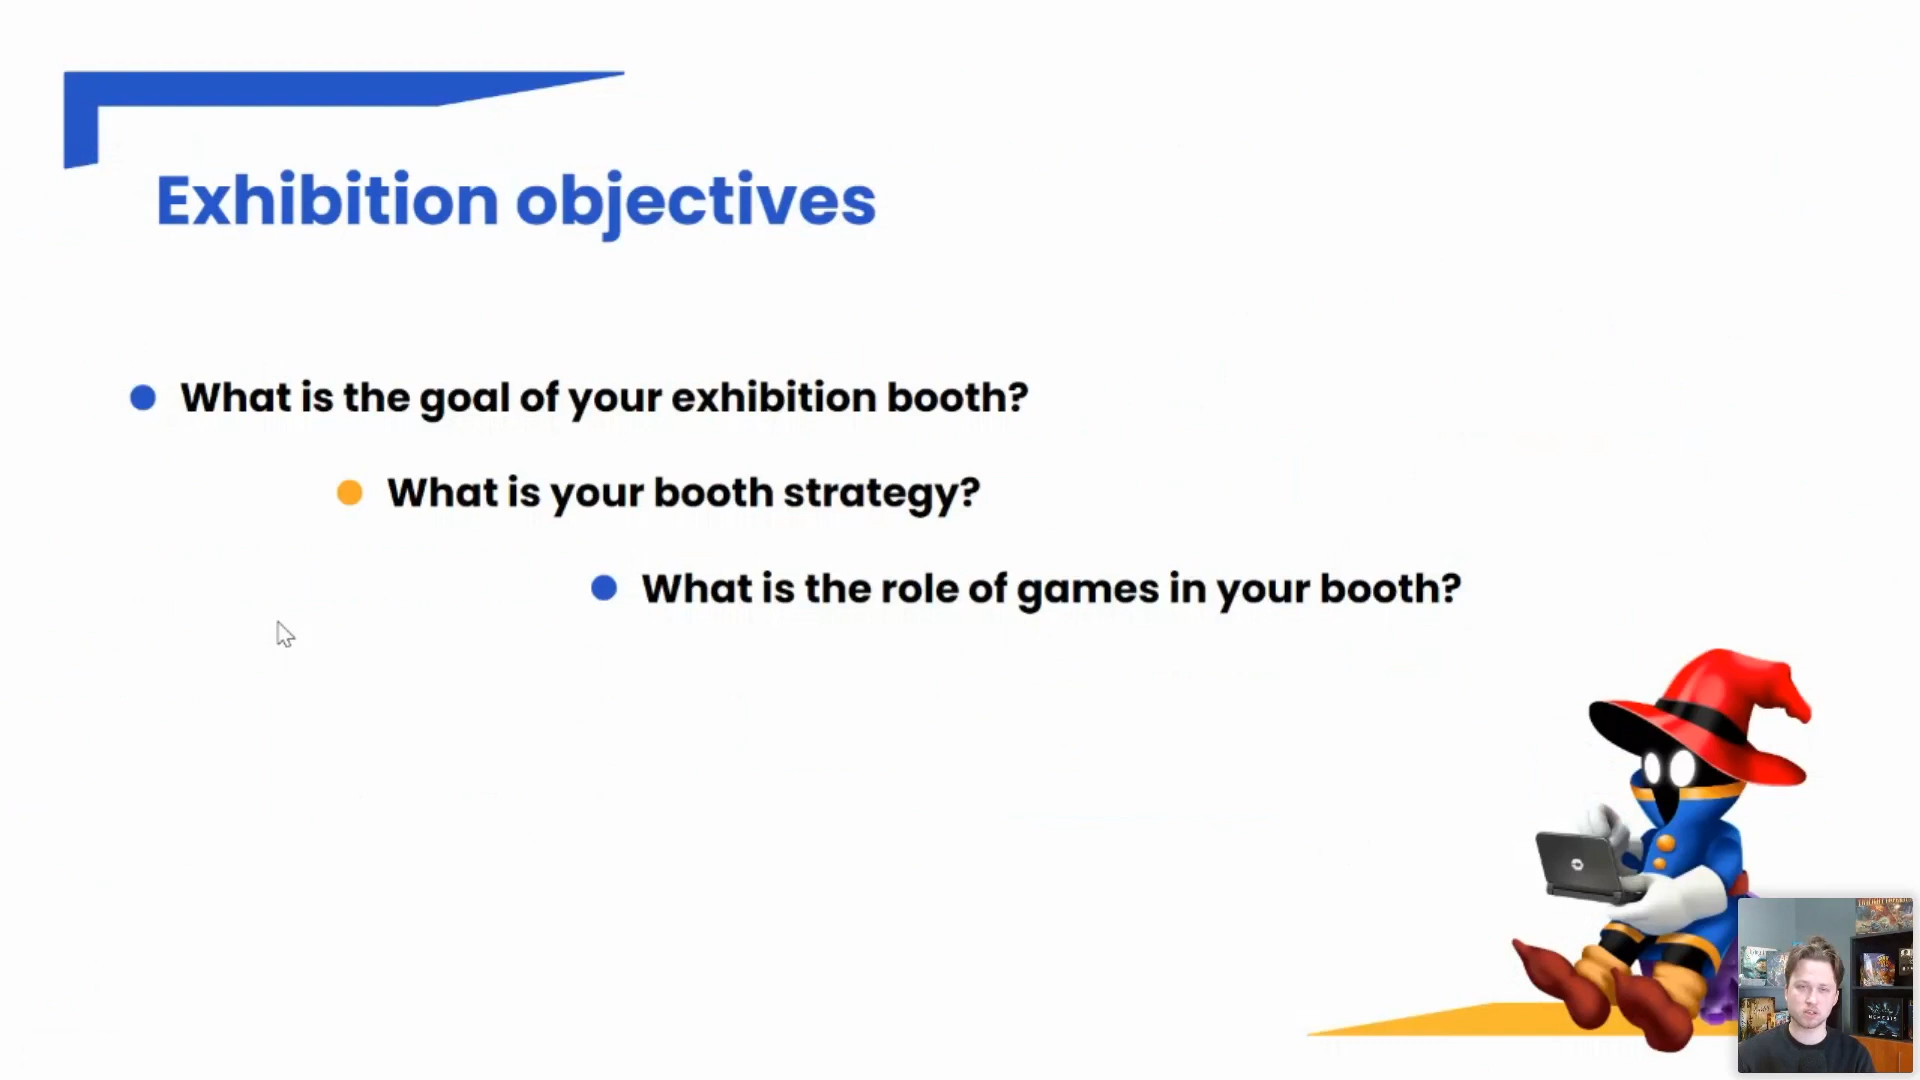 Exhibition objectives
What is the goal of your exhibition booth?
What is your booth strategy?
What is the role of games in your booth?
NEMESIS